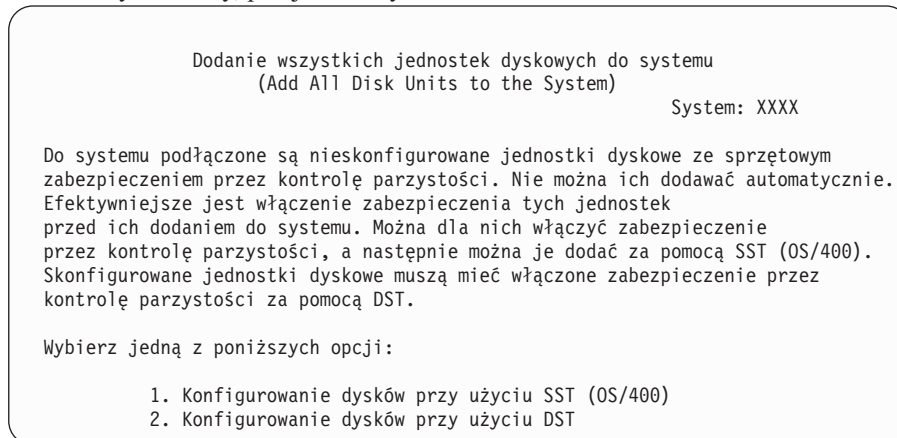 Dodanie wszystkich jednostek dyskowych do systemu
(Add All Disk Units to the System)
System: XXXX
Do systemu podłączone są nieskonfigurowane jednostki dyskowe ze sprzętowym
zabezpieczeniem przez kontrolę parzystości. Nie można ich dodawać automatycznie.
Efektywniejsze jest włączenie zabezpieczenia tych jednostek
przed ich dodaniem do systemu. Można dla nich włączyć zabezpieczenie
przez kontrolę parzystości, a następnie można je dodać za pomocą SST (OS/400).
Skonfigurowane jednostki dyskowe muszą mieć włączone zabezpieczenie przez
kontrolę parzystości za pomocą DST.
Wybierz jedną z poniższych opcji:
1. Konfigurowanie dysków przy użyciu SST (OS/400)
2. Konfigurowanie dysków przy użyciu DST